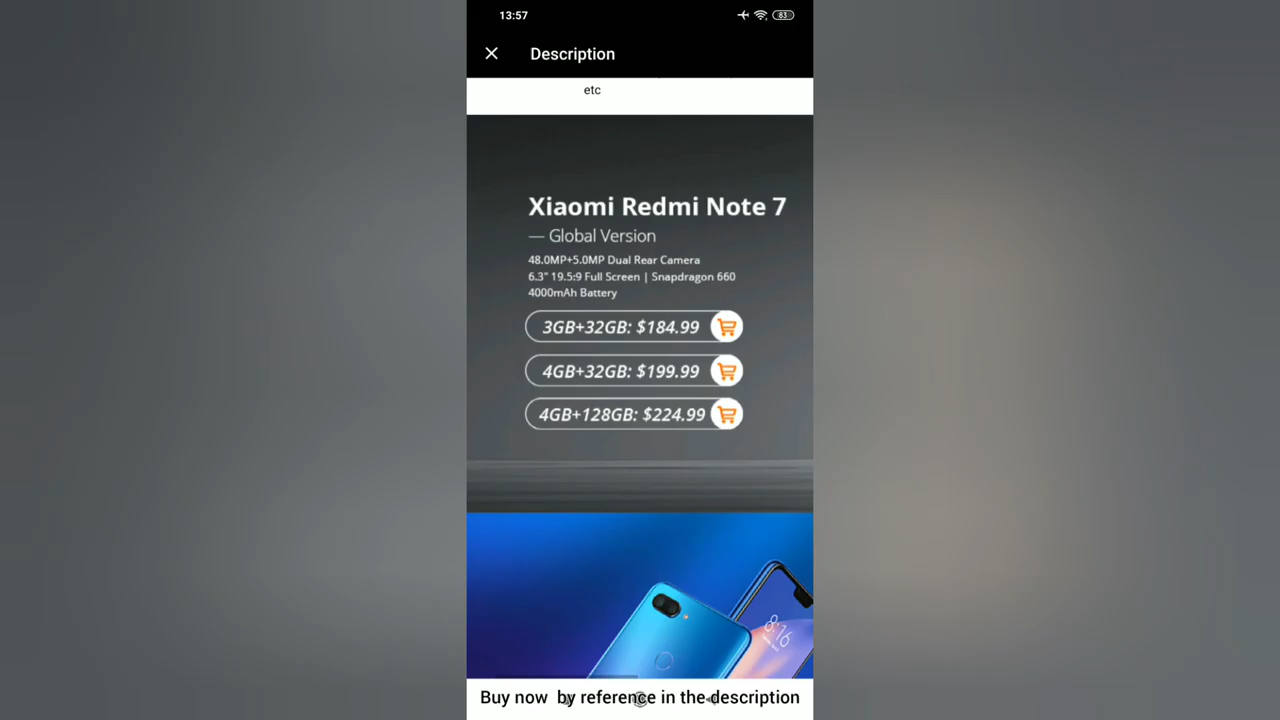 13:57
83
Description
etc
Xiaomi Redmi Note 7
— Global Version
48.0MP+5.0MP Dual Rear Camera
6.3" 19.5:9 Full Screen | Snapdragon 660
4000mAh Battery
3GB+32GB: $184.99
4GB+32GB: $199.99
4GB+128GB: $224.99
8:16
Buy now by reference in the description